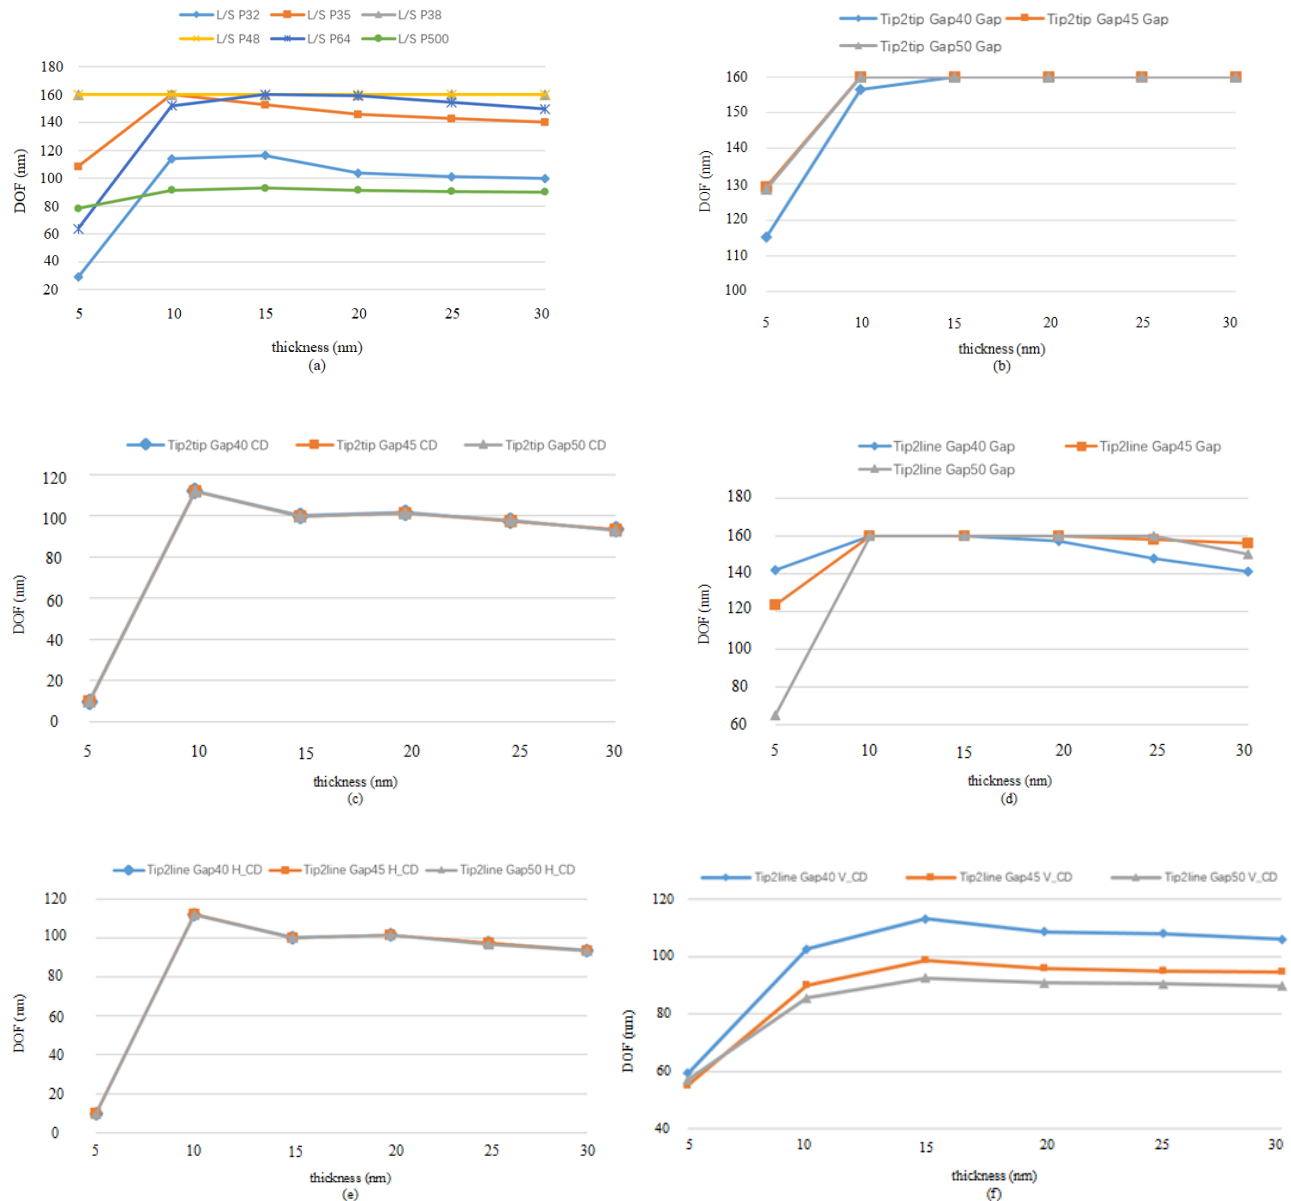 L/S P32 L/S P35 L/S P38
L/S P48 L/S P64 L/S P500
180
160
140
120
100
80
60
40
20
DOF (nm)
5 10 15 20 25 30
thickness (nm)
(a)
Tip2tip Gap40 Gap Tip2tip Gap45 Gap
Tip2tip Gap50 Gap
160
150
140
130
120
110
100
DOF (nm)
5 10 15 20 25 30
thickness (nm)
(b)
Tip2tip Gap40 CD Tip2tip Gap45 CD Tip2tip Gap50 CD
120
100
80
60
40
20
0
DOF (nm)
5 10 15 20 25 30
thickness (nm)
(c)
Tip2line Gap40 Gap Tip2line Gap45 Gap
Tip2line Gap50 Gap
180
160
140
120
100
80
60
DOF (nm)
5 10 15 20 25 30
thickness (nm)
(d)
Tip2line Gap40 H_CD Tip2line Gap45 H_CD Tip2line Gap50 H_CD
120
100
80
60
40
20
0
DOF (nm)
5 10 15 20 25 30
thickness (nm)
(e)
Tip2line Gap40 V_CD Tip2line Gap45 V_CD Tip2line Gap50 V_CD
120
100
80
60
40
DOF (nm)
5 10 15 20 25 30
thickness (nm)
(f)